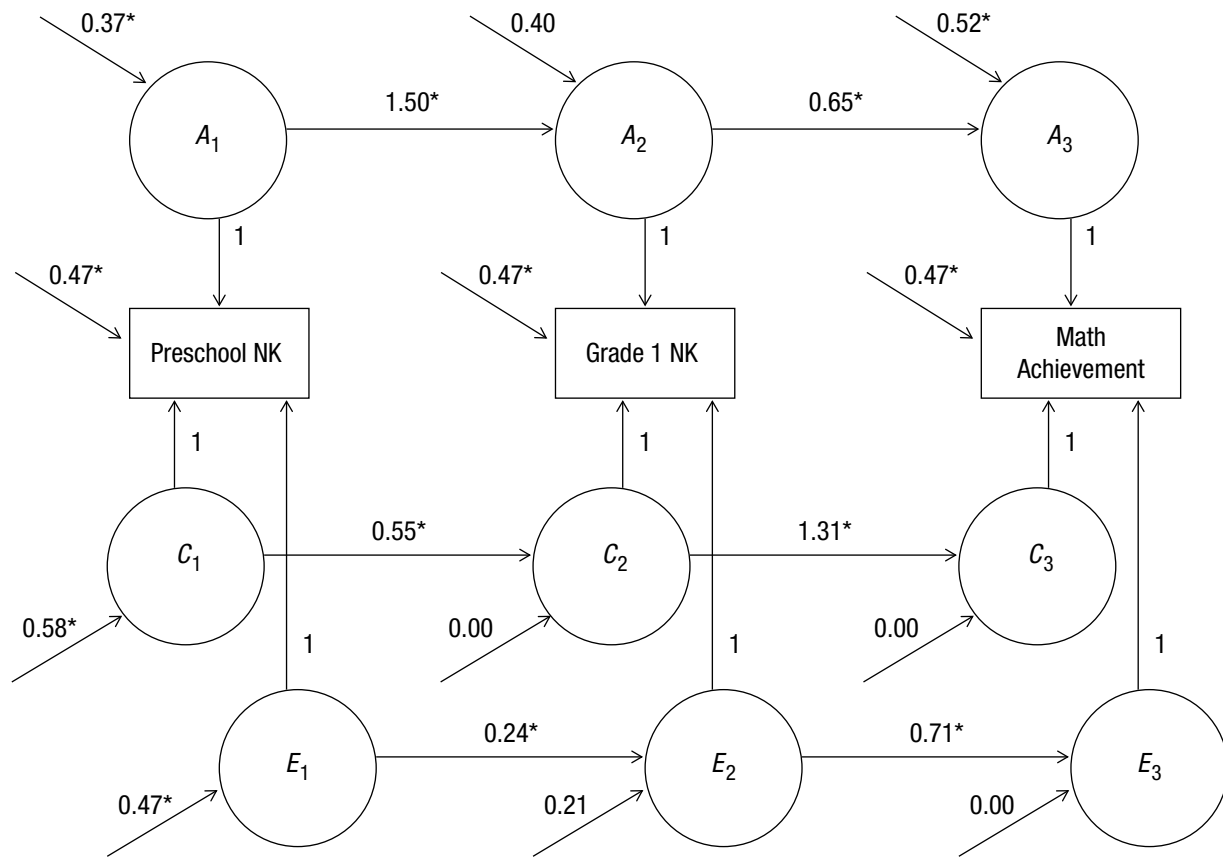 0.37*
0.40
0.52*
A1
1.50*
A2
0.65*
A3
1
1
1
0.47*
0.47*
0.47*
Preschool NK
Grade 1 NK
Math
Achievement
1
1
1
C1
0.55*
C2
1.31*
C3
0.58*
0.00
0.00
1
1
1
E1
0.24*
E2
0.71*
E3
0.47*
0.21
0.00